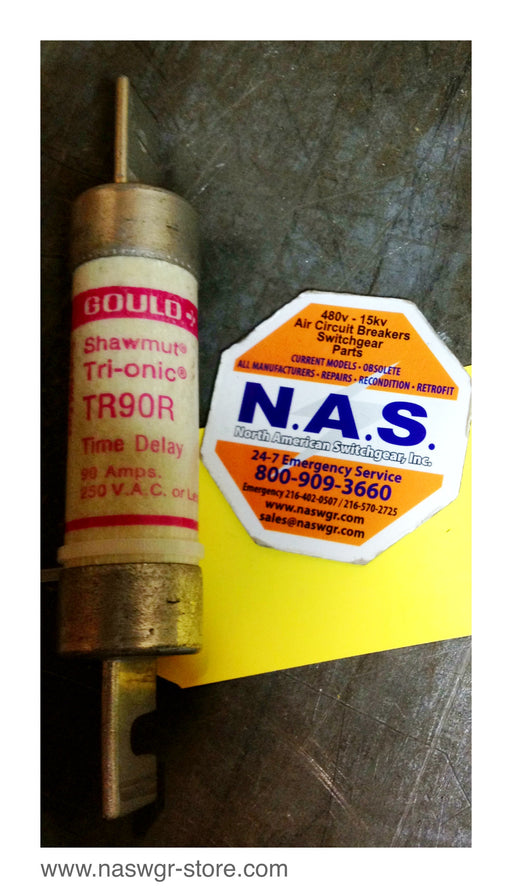 GOULD
Shawmut®
Tri-onic®
TR90R
Time Delay
90 Amps.
250 V.A.C. or Le
480v - 15kv
Air Circuit Breakers
Switchgear
Parts
CURRENT MODELS • OBSOLETE
ALL MANUFACTURERS • REPAIRS • RECONDITION • RETROFIT
N.A.S.
North American Switchgear, Inc.
24-7 Emergency Service
800-909-3660
Emergency 216-402-0507 / 216-570-2725
www.naswgr.com
sales@naswgr.com
www.naswgr-store.com